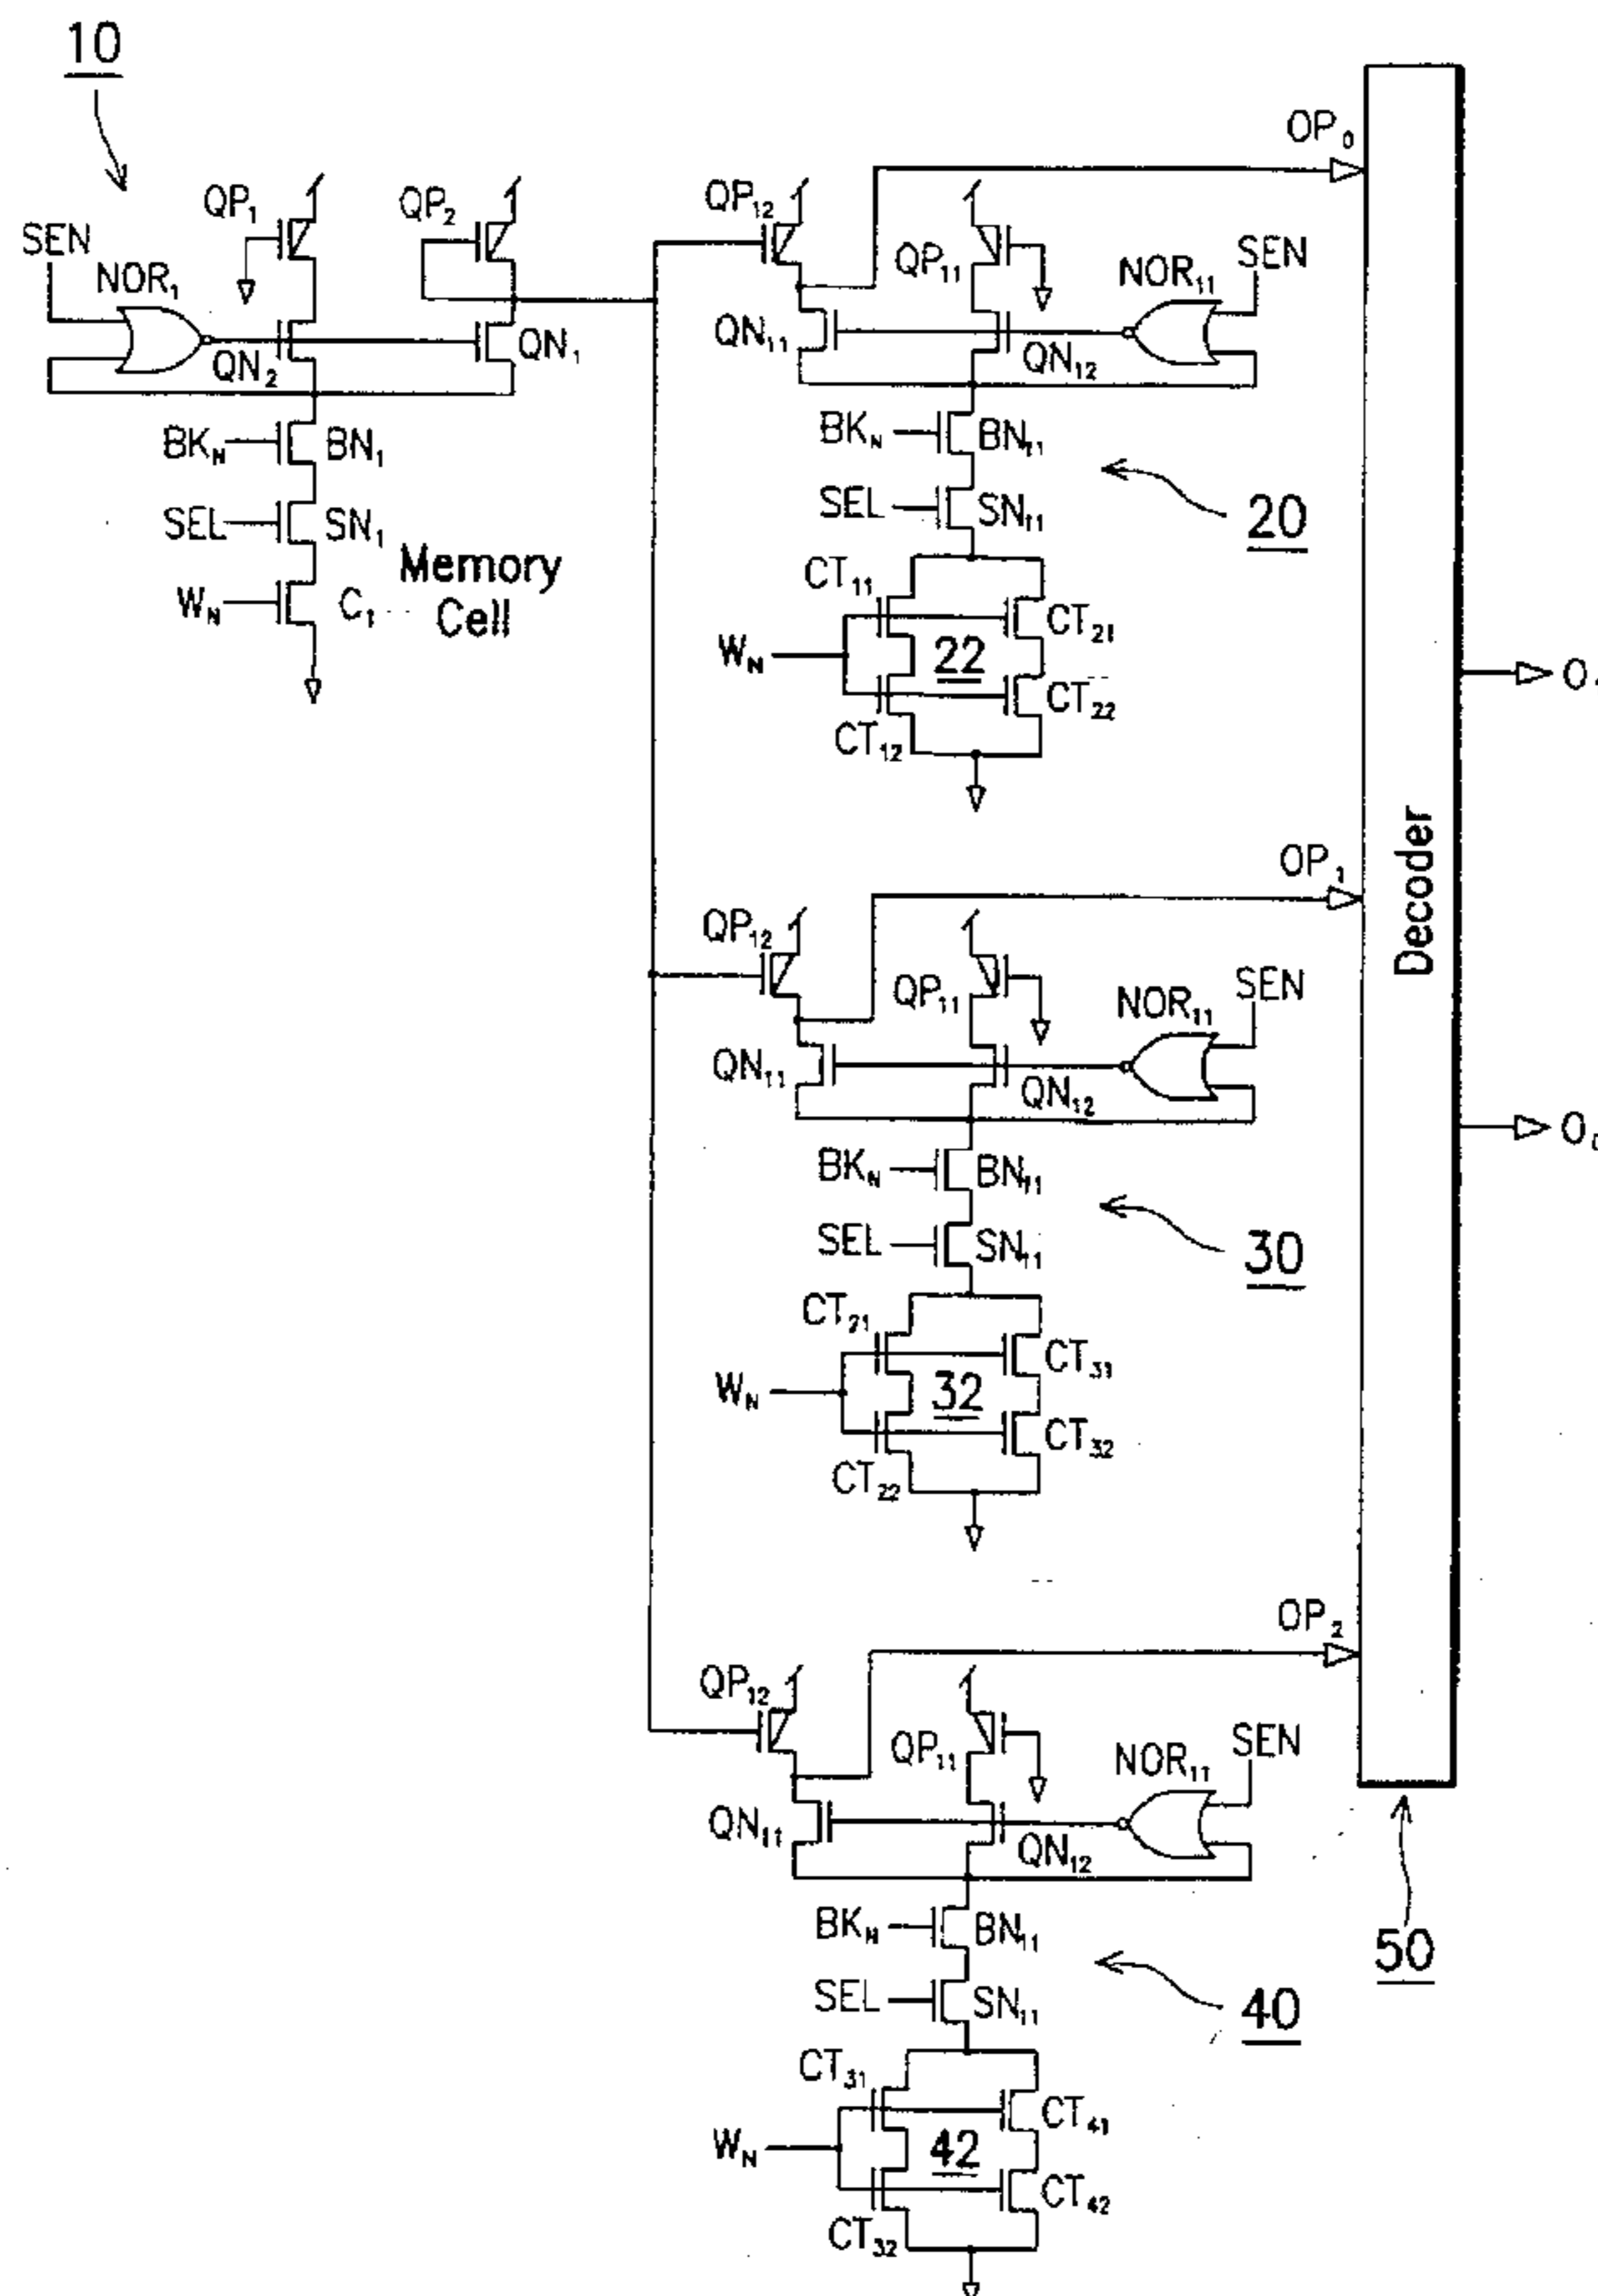 10
SEN
NOR₁
QP₁
QP₂
QN₂
QN₁
BKN
BN₁
SEL
SN₁
WN
C₁
Memory
Cell
QP₁₂
QP₁₁
NOR₁₁
SEN
OP₀
QN₁₁
QN₁₂
BKN
BN₁₁
SEL
SN₁₁
20
CT₁₁
CT₂₁
WN
22
CT₂₂
CT₁₂
OP₁
QP₁₂
QP₁₁
NOR₁₁
SEN
QN₁₁
QN₁₂
BKN
BN₁₁
SEL
SN₁₁
30
CT₂₁
CT₃₁
WN
32
CT₃₂
CT₂₂
OP₂
QP₁₂
QP₁₁
NOR₁₁
SEN
QN₁₁
QN₁₂
BKN
BN₁₁
SEL
SN₁₁
40
CT₃₁
CT₄₁
WN
42
CT₄₂
CT₃₂
Decoder
50
O
O